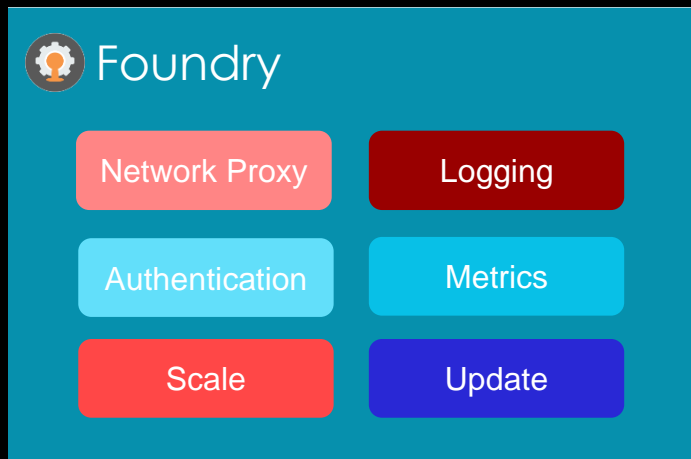 Foundry
Network Proxy
Logging
Authentication
Metrics
Scale
Update